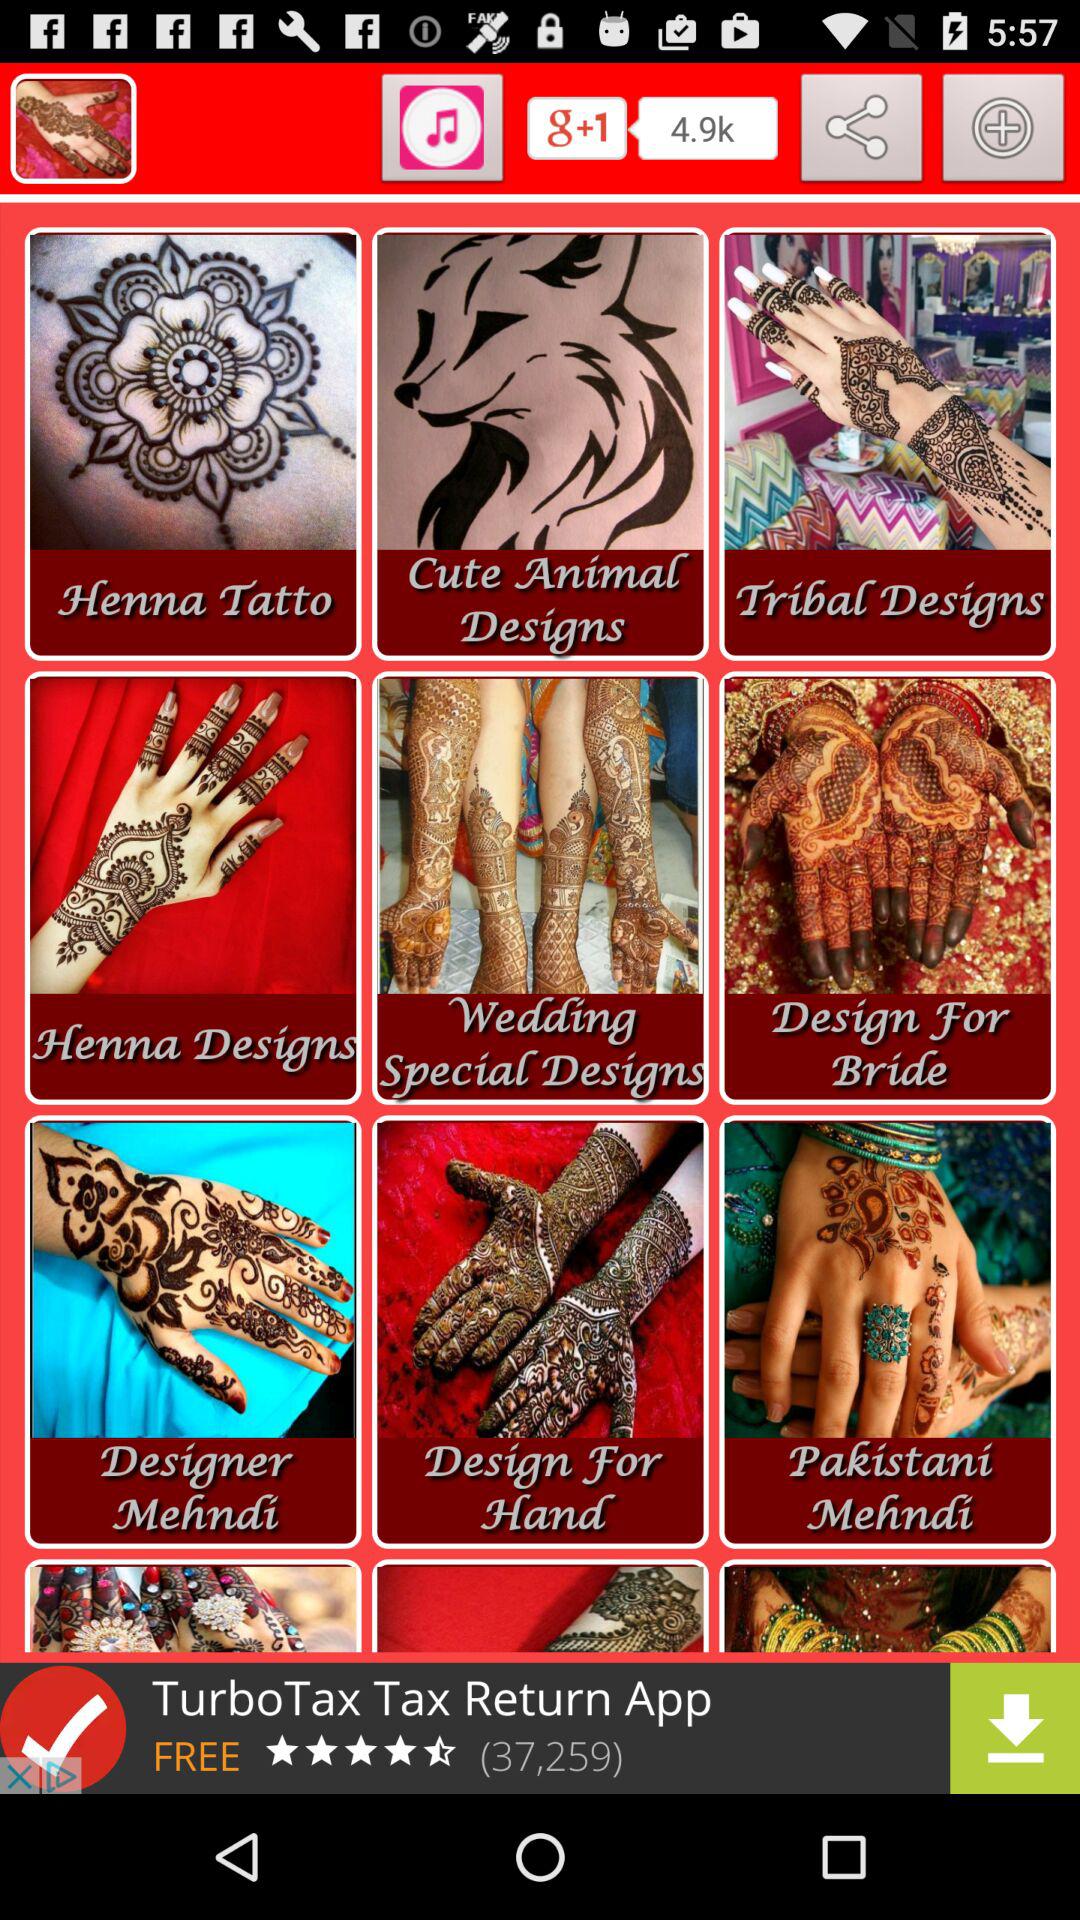 FAKE
5:57
g+1
4.9k
Henna Tatto
Cute Animal
Designs
Tribal Designs
Henna Designs
Wedding
Special Designs
Design For
Bride
Designer
Mehndi
Design For
Hand
Pakistani
Mehndi
TurboTax Tax Return App
FREE
(37,259)